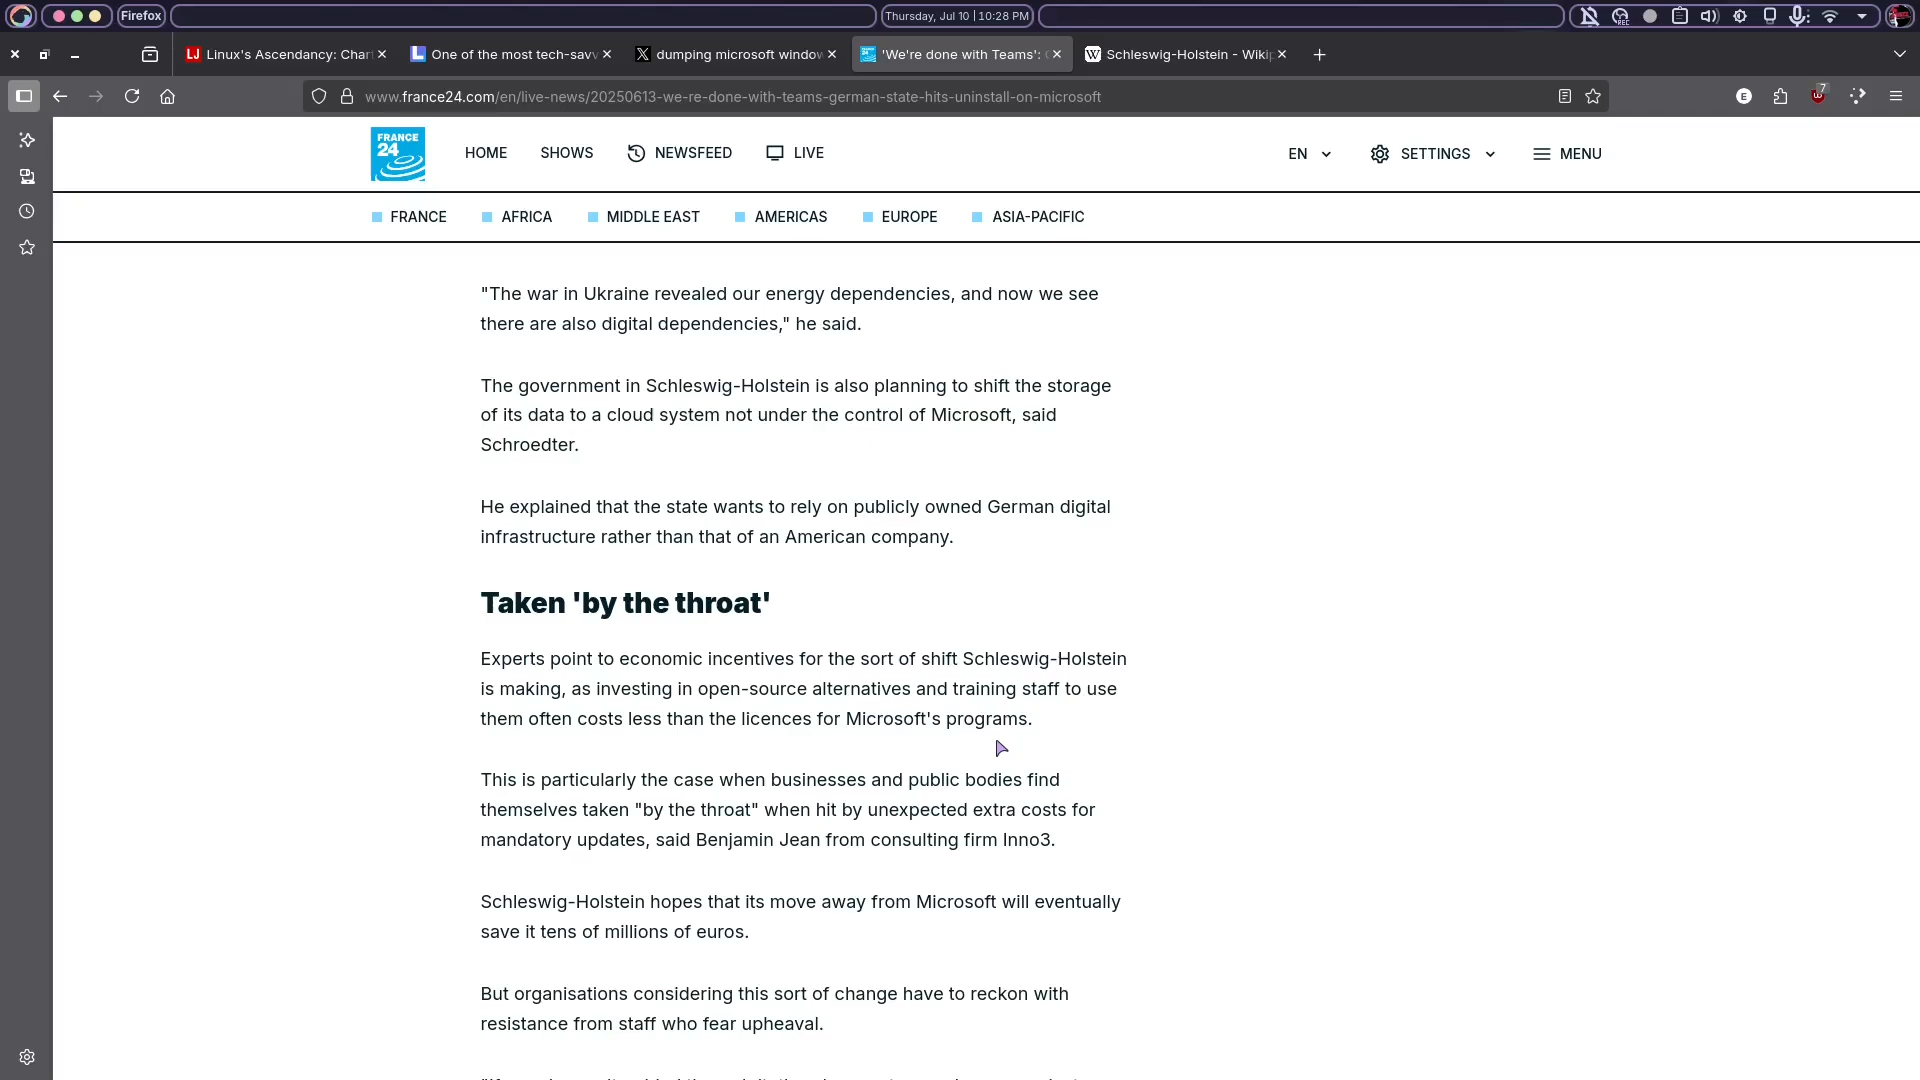 Firefox
Thursday, Jul 10 | 10:28 PM
REC
LJ Linux's Ascendancy: Char
L One of the most tech-savv
X dumping microsoft window
'We're done with Teams':
W Schleswig-Holstein - Wiki
www.france24.com/en/live-news/20250613-we-re-done-with-teams-german-state-hits-uninstall-on-microsoft
E
7
FRANCE
24
HOME
SHOWS
NEWSFEED
LIVE
EN
SETTINGS
MENU
FRANCE
AFRICA
MIDDLE EAST
AMERICAS
EUROPE
ASIA-PACIFIC
"The war in Ukraine revealed our energy dependencies, and now we see
there are also digital dependencies," he said.
The government in Schleswig-Holstein is also planning to shift the storage
of its data to a cloud system not under the control of Microsoft, said
Schroedter.
He explained that the state wants to rely on publicly owned German digital
infrastructure rather than that of an American company.
Taken 'by the throat'
Experts point to economic incentives for the sort of shift Schleswig-Holstein
is making, as investing in open-source alternatives and training staff to use
them often costs less than the licences for Microsoft's programs.
This is particularly the case when businesses and public bodies find
themselves taken "by the throat" when hit by unexpected extra costs for
mandatory updates, said Benjamin Jean from consulting firm Inno3.
Schleswig-Holstein hopes that its move away from Microsoft will eventually
save it tens of millions of euros.
But organisations considering this sort of change have to reckon with
resistance from staff who fear upheaval.